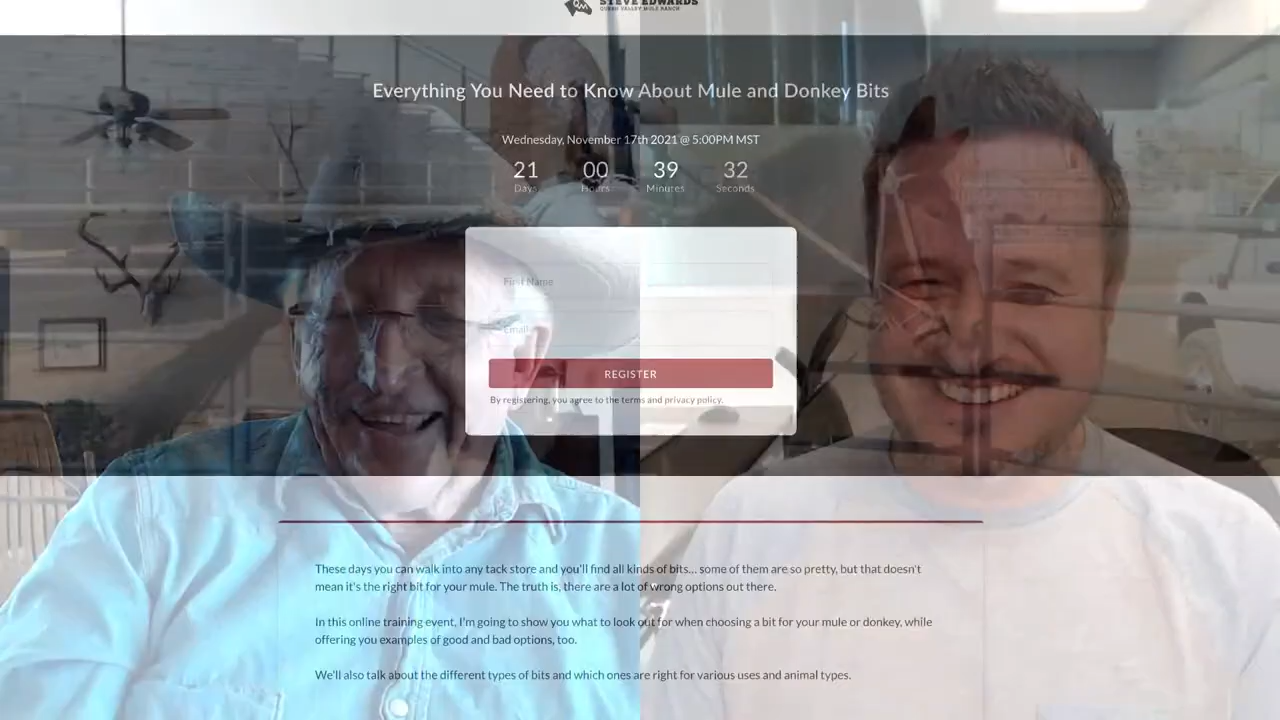 STEVE EDWARDS
QUEEN VALLEY MULE RANCH
Everything You Need to Know About Mule and Donkey Bits
Wednesday, November 17th 2021 @ 5:00PM MST
21 00 39 32
Days Hours Minures Seconds
First Name
Email
REGISTER
By registering, you agree to the terms and privacy policy.
These days you can walk into any tack store and you'll find all kinds of bits... some of them are so pretty, but that doesn't
mean it's the right bit for your mule. The truth is, there are a lot of wrong options out there.
In this online training event, I'm going to show you what to look out for when choosing a bit for your mule or donkey, while
offering you examples of good and bad options, too.
We'll also talk about the different types of bits and which ones are right for various uses and animal types.